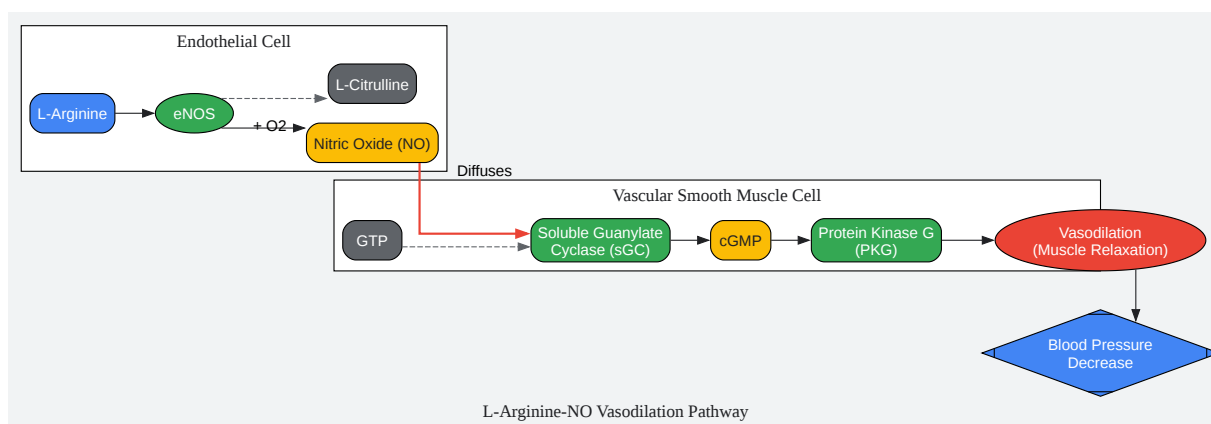 Endothelial Cell
L-Citrulline
L-Arginine
eNOS
+ O2
Nitric Oxide (NO)
Diffuses
Vascular Smooth Muscle Cell
GTP
Soluble Guanylate
Cyclase (sGC)
cGMP
Protein Kinase G
(PKG)
Vasodilation
(Muscle Relaxation)
Blood Pressure
Decrease
L-Arginine-NO Vasodilation Pathway